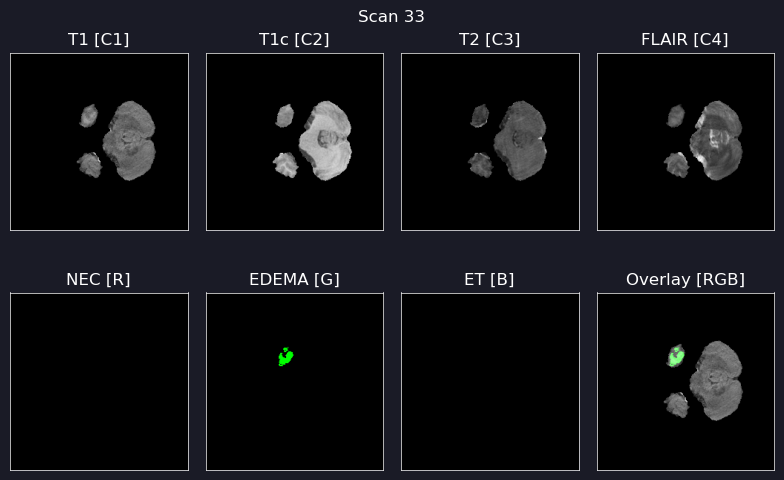 Scan 33
T1 [C1]
T1c [C2]
T2 [C3]
FLAIR [C4]
NEC [R]
EDEMA [G]
ET [B]
Overlay [RGB]